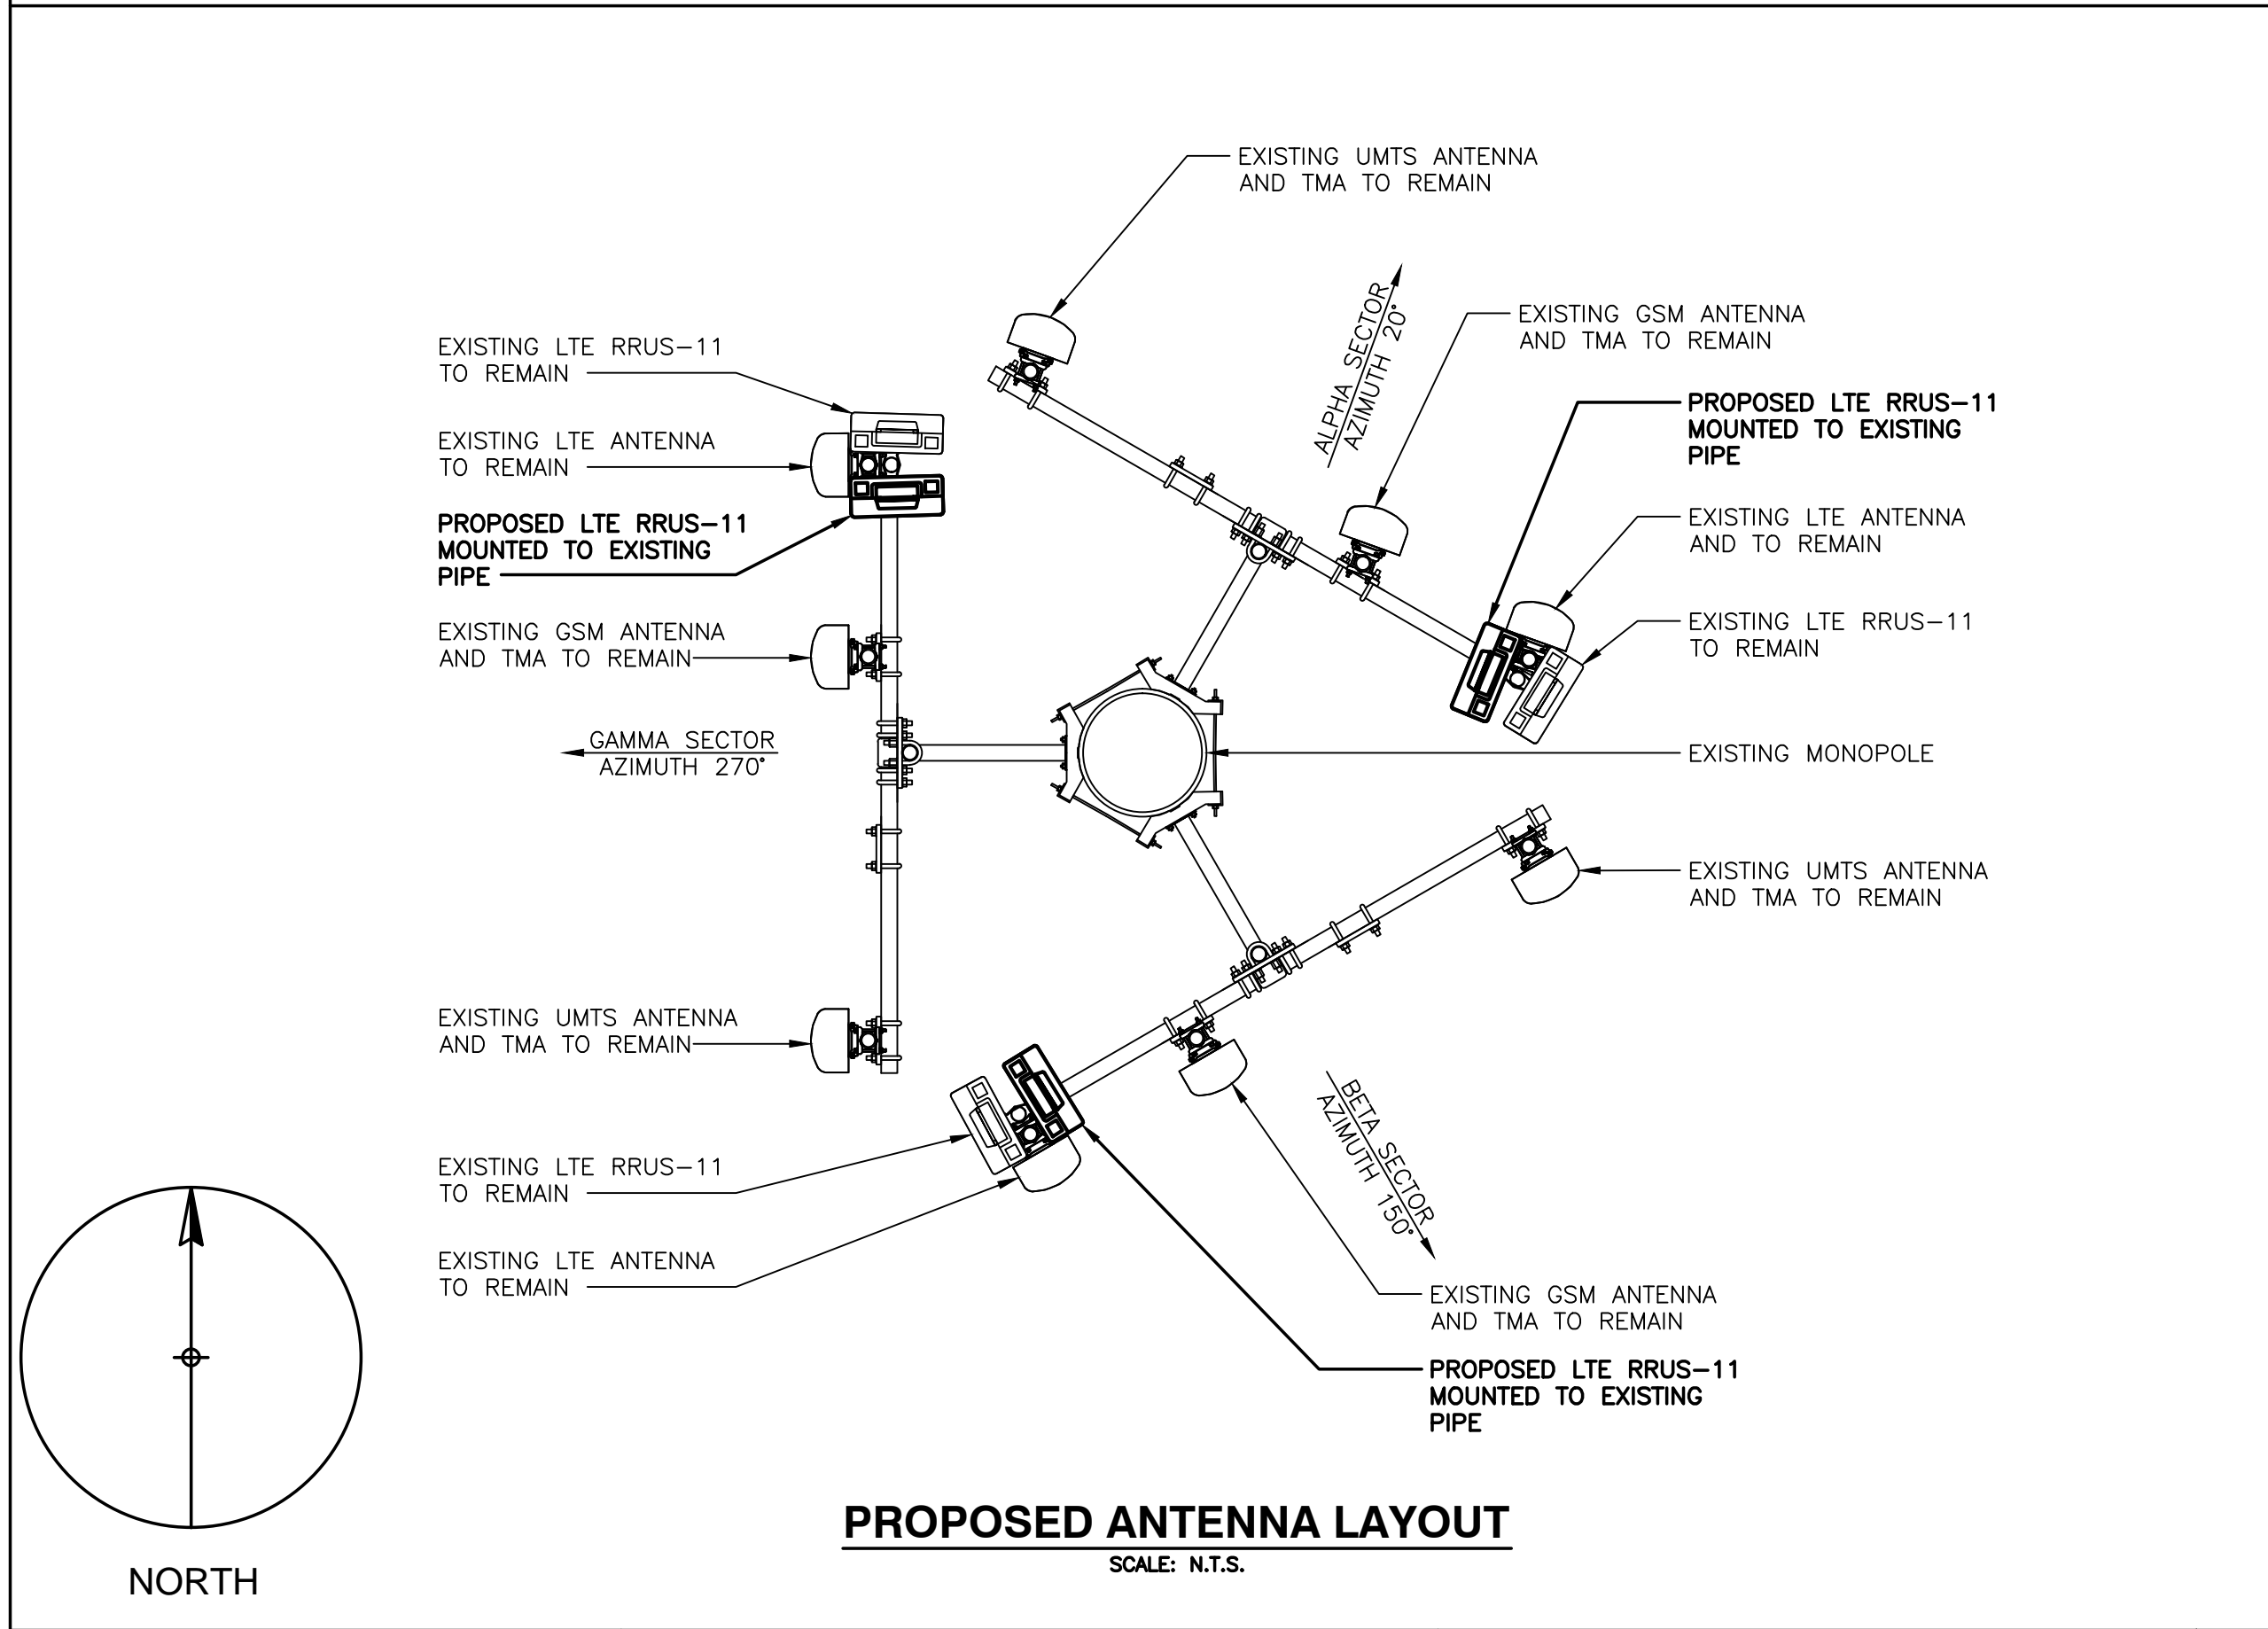 EXISTING UMTS ANTENNA
AND TMA TO REMAIN
ALPHA SECTOR
AZIMUTH 20°
EXISTING GSM ANTENNA
AND TMA TO REMAIN
EXISTING LTE RRUS-11
TO REMAIN
EXISTING LTE ANTENNA
TO REMAIN
PROPOSED LTE RRUS-11
MOUNTED TO EXISTING
PIPE
EXISTING GSM ANTENNA
AND TMA TO REMAIN
GAMMA SECTOR
AZIMUTH 270°
EXISTING UMTS ANTENNA
AND TMA TO REMAIN
EXISTING LTE RRUS-11
TO REMAIN
EXISTING LTE ANTENNA
TO REMAIN
PROPOSED LTE RRUS-11
MOUNTED TO EXISTING
PIPE
EXISTING LTE ANTENNA
AND TO REMAIN
EXISTING LTE RRUS-11
TO REMAIN
EXISTING MONOPOLE
EXISTING UMTS ANTENNA
AND TMA TO REMAIN
BETA SECTOR
AZIMUTH 150°
EXISTING GSM ANTENNA
AND TMA TO REMAIN
PROPOSED LTE RRUS-11
MOUNTED TO EXISTING
PIPE
PROPOSED ANTENNA LAYOUT
SCALE: N.T.S.
NORTH